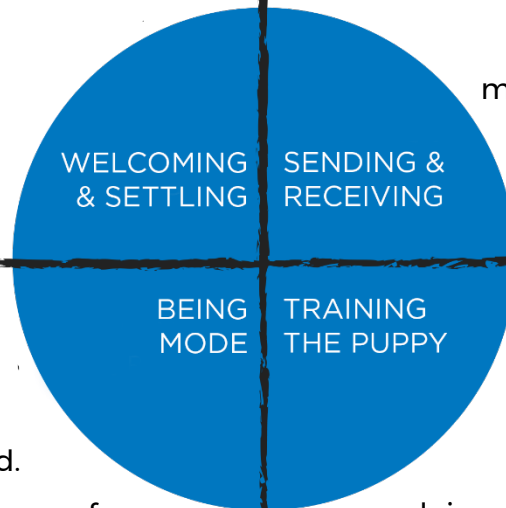 m
WELCOMING
& SETTLING
SENDING &
RECEIVING
BEING
MODE
TRAINING
THE PUPPY
d.